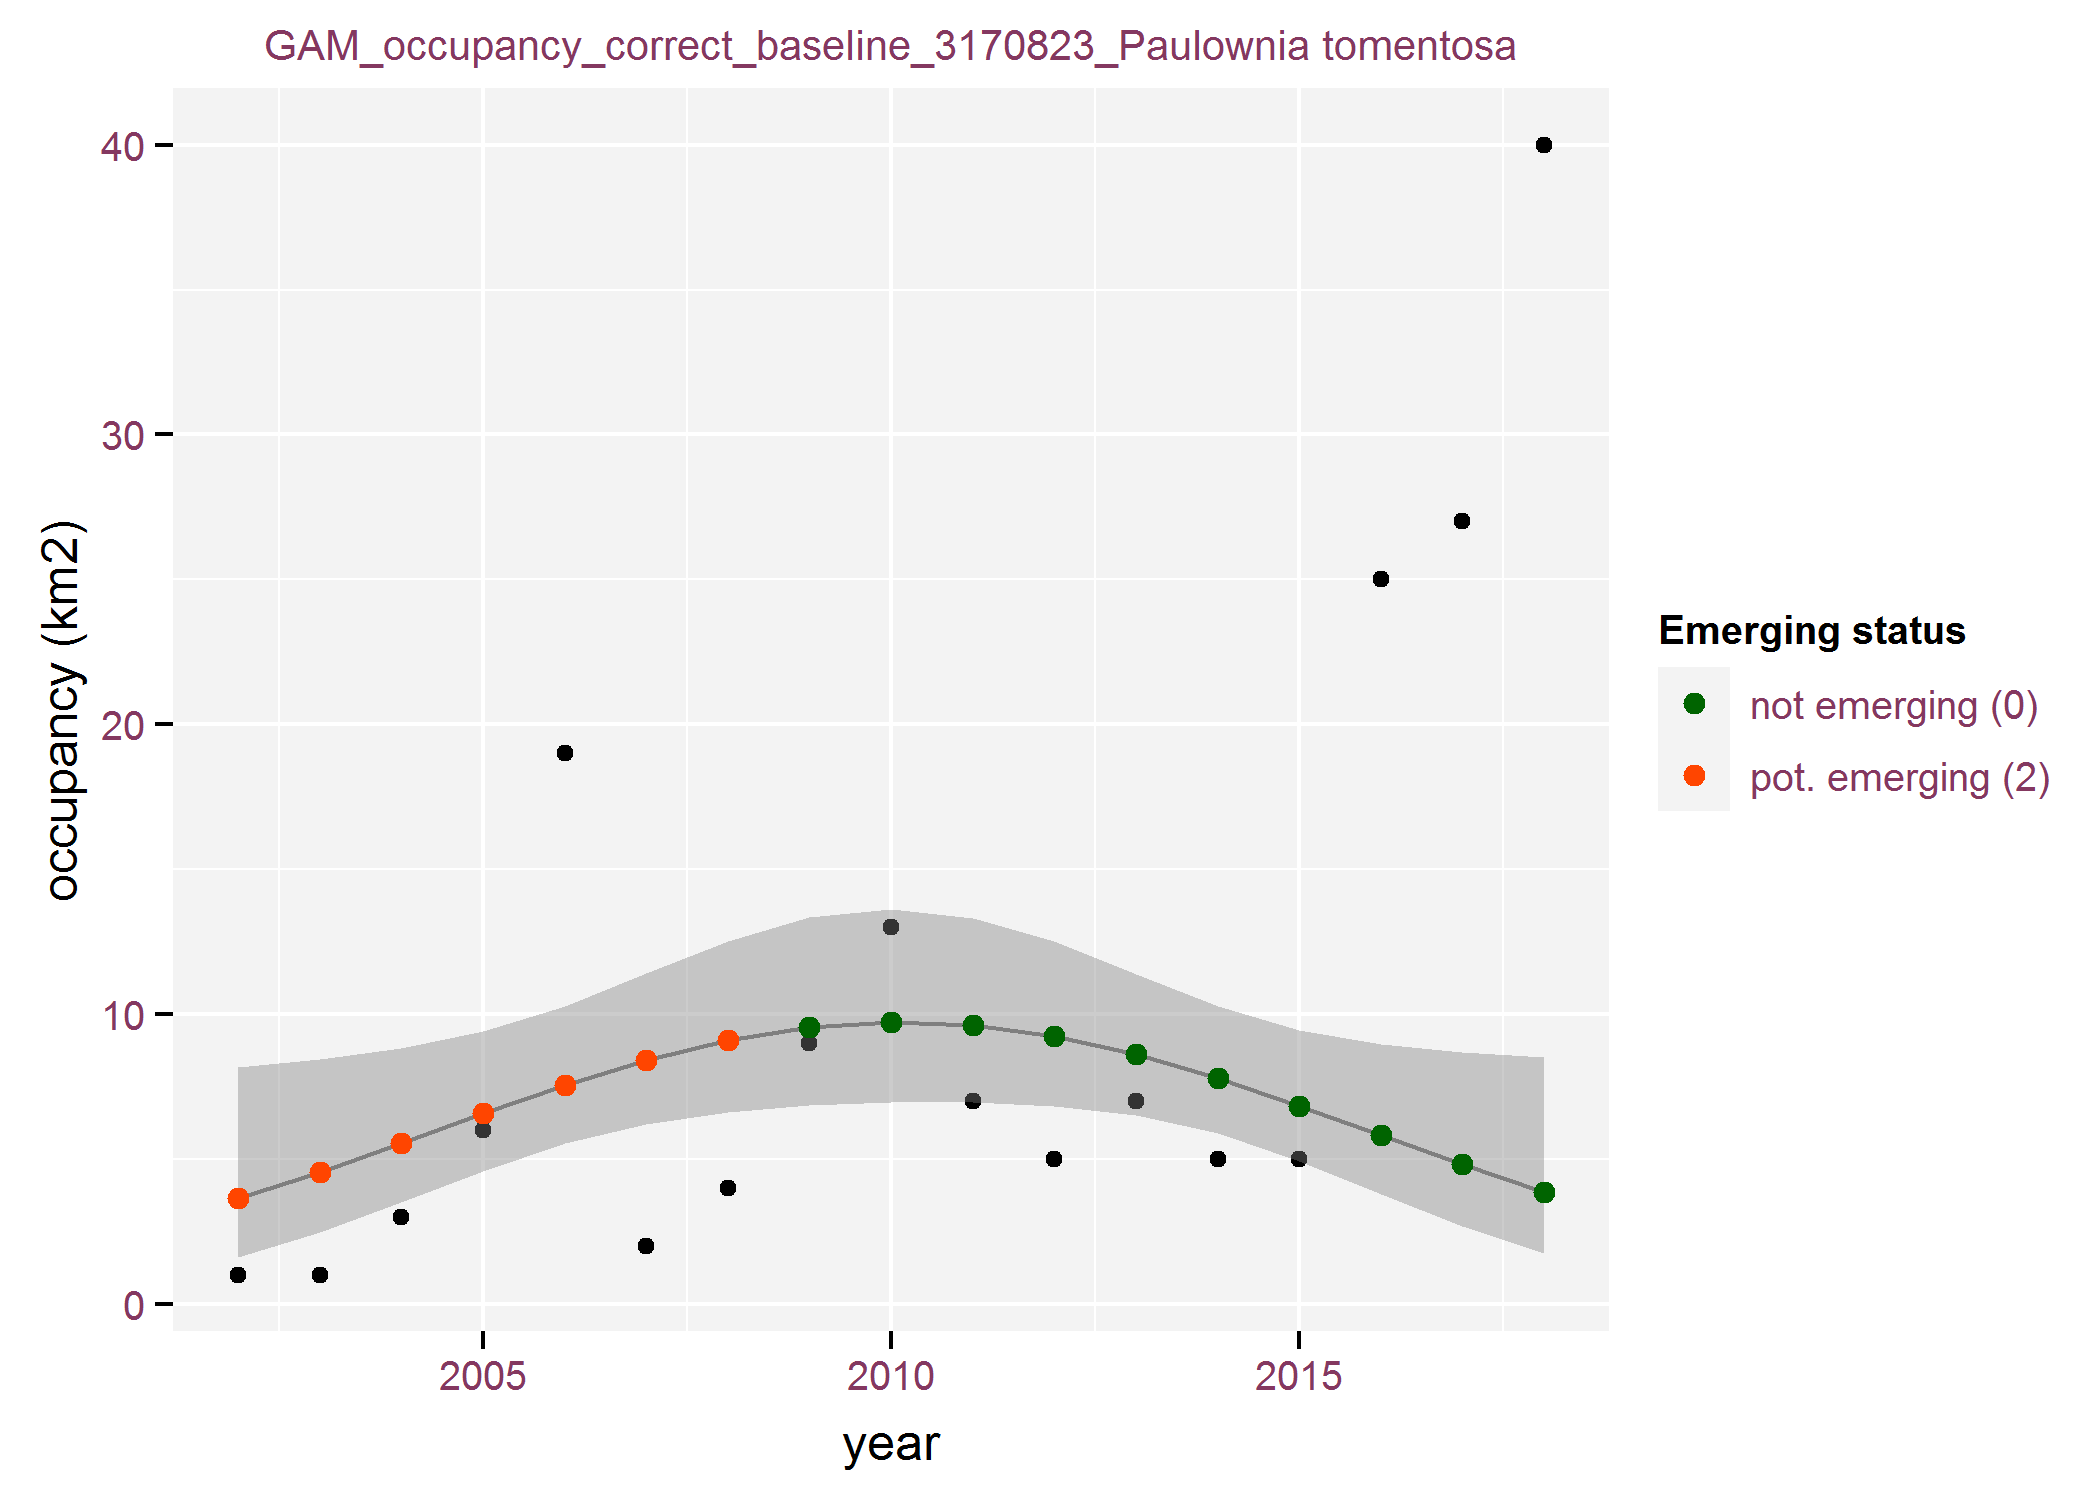 GAM_occupancy_correct_baseline_3170823_Paulownia tomentosa
40
30
20
10
0
occupancy (km2)
2005 2010 2015
year
Emerging status
not emerging (0)
pot. emerging (2)